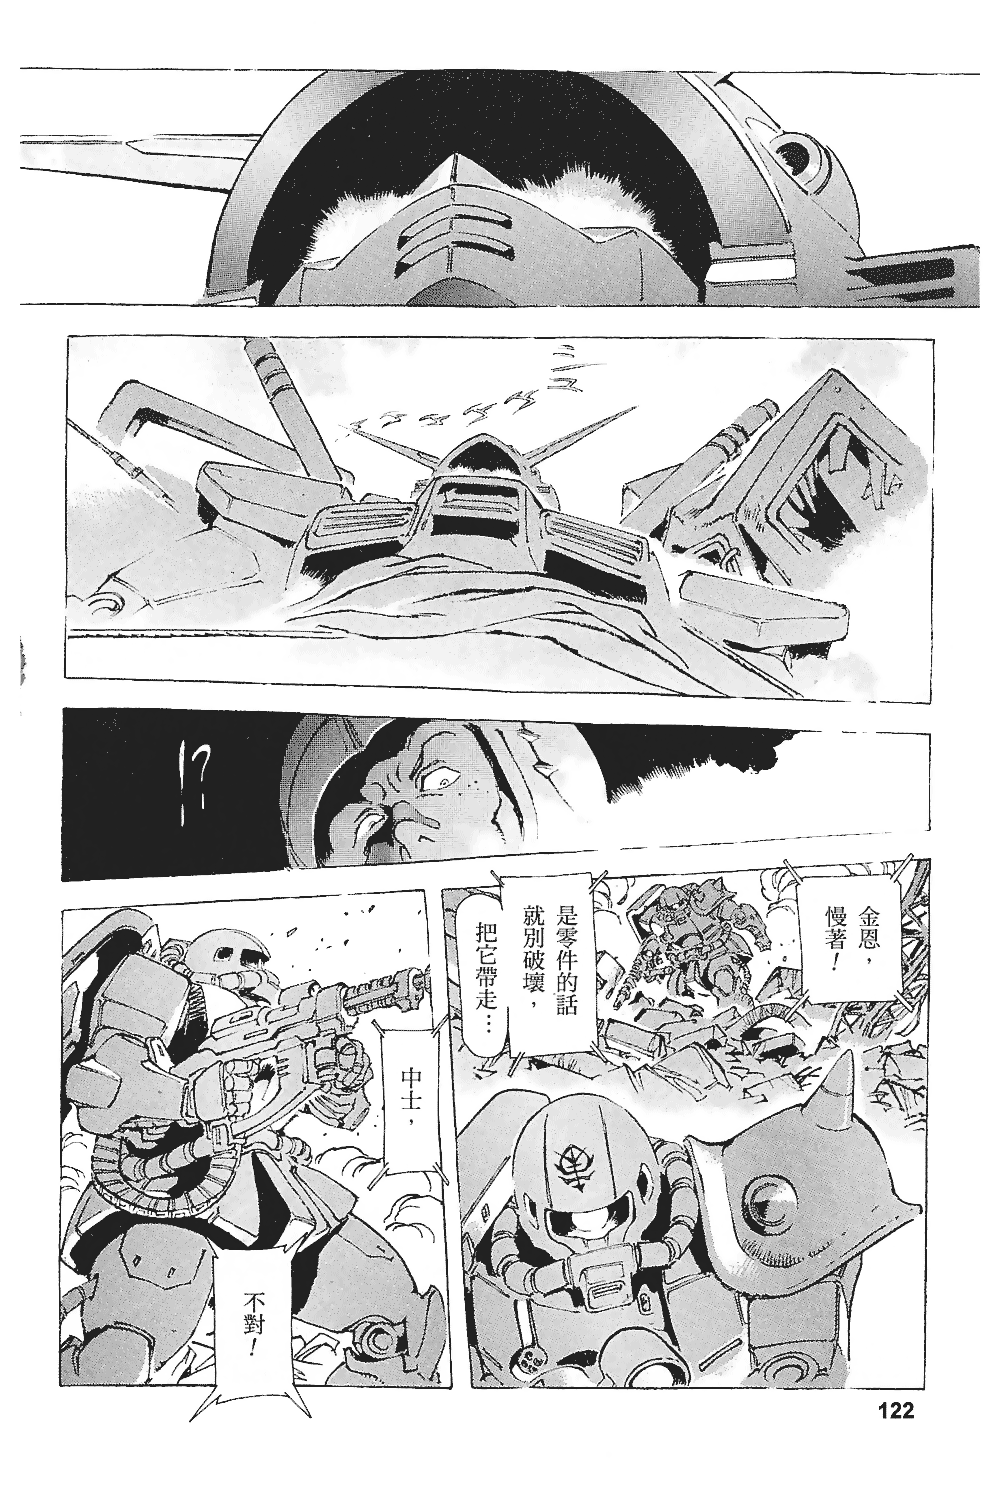 !?
金恩，
慢著！
是零件的話
就別破壞，
把它帶走…
中士，
不對！
122